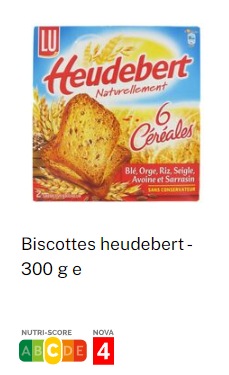 LU
Heudebert
Naturellement
6
Céréales
Blé, Orge, Riz, Seigle,
Avoine et Sarrasin
SANS CONSERVATEUR
Biscottes heudebert -
300 g e
NUTRI-SCORE
A B C D E
NOVA
4